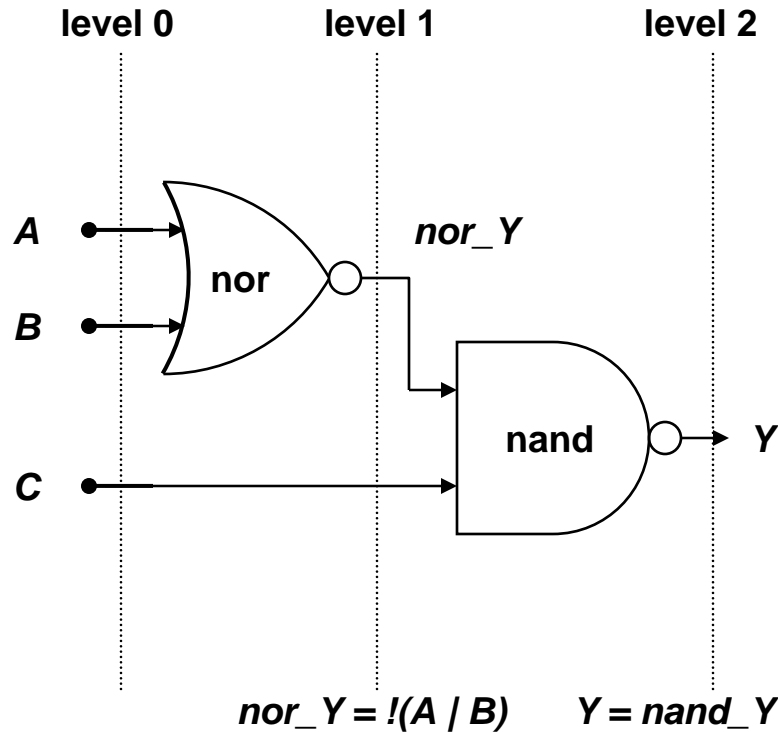 level 0 level 1 level 2
A
nor_Y
nor
B
nand
Y
C
nor_Y = !(A | B) Y = nand_Y